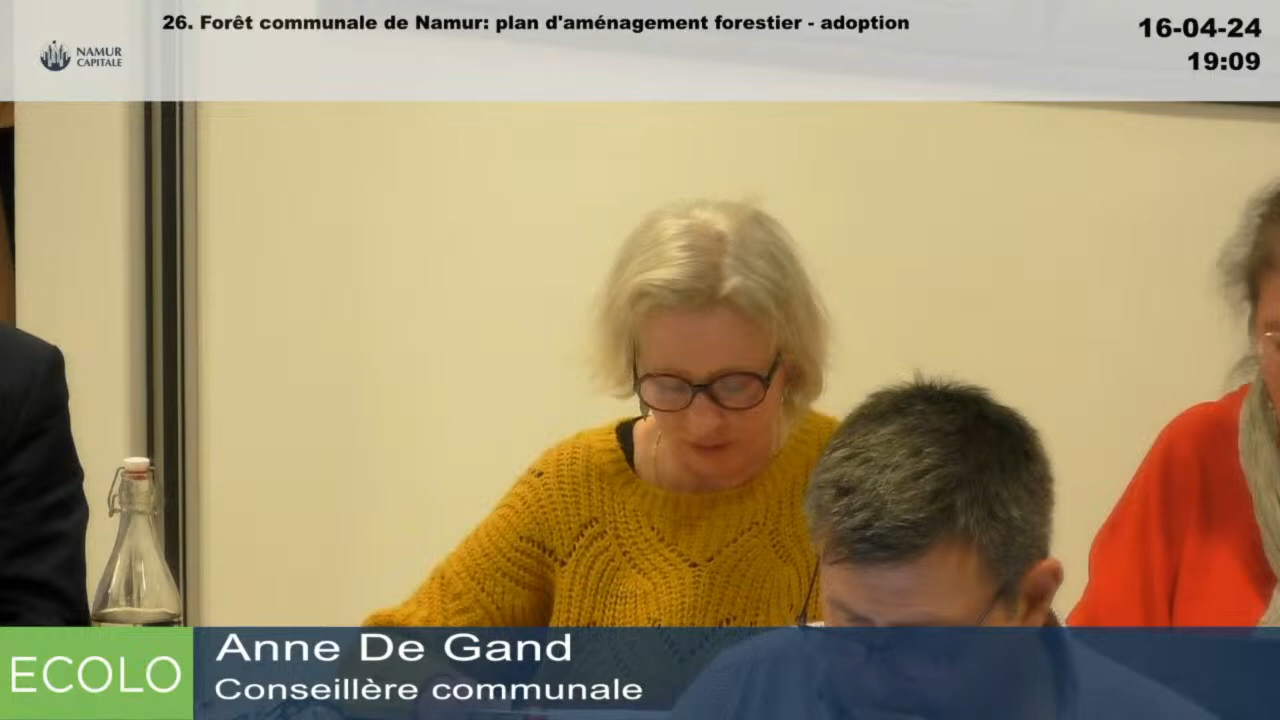 26. Forêt communale de Namur: plan d'aménagement forestier - adoption
16-04-24
19:09
NAMUR
CAPITALE
Anne De Gand
ECOLO
Conseillère communale